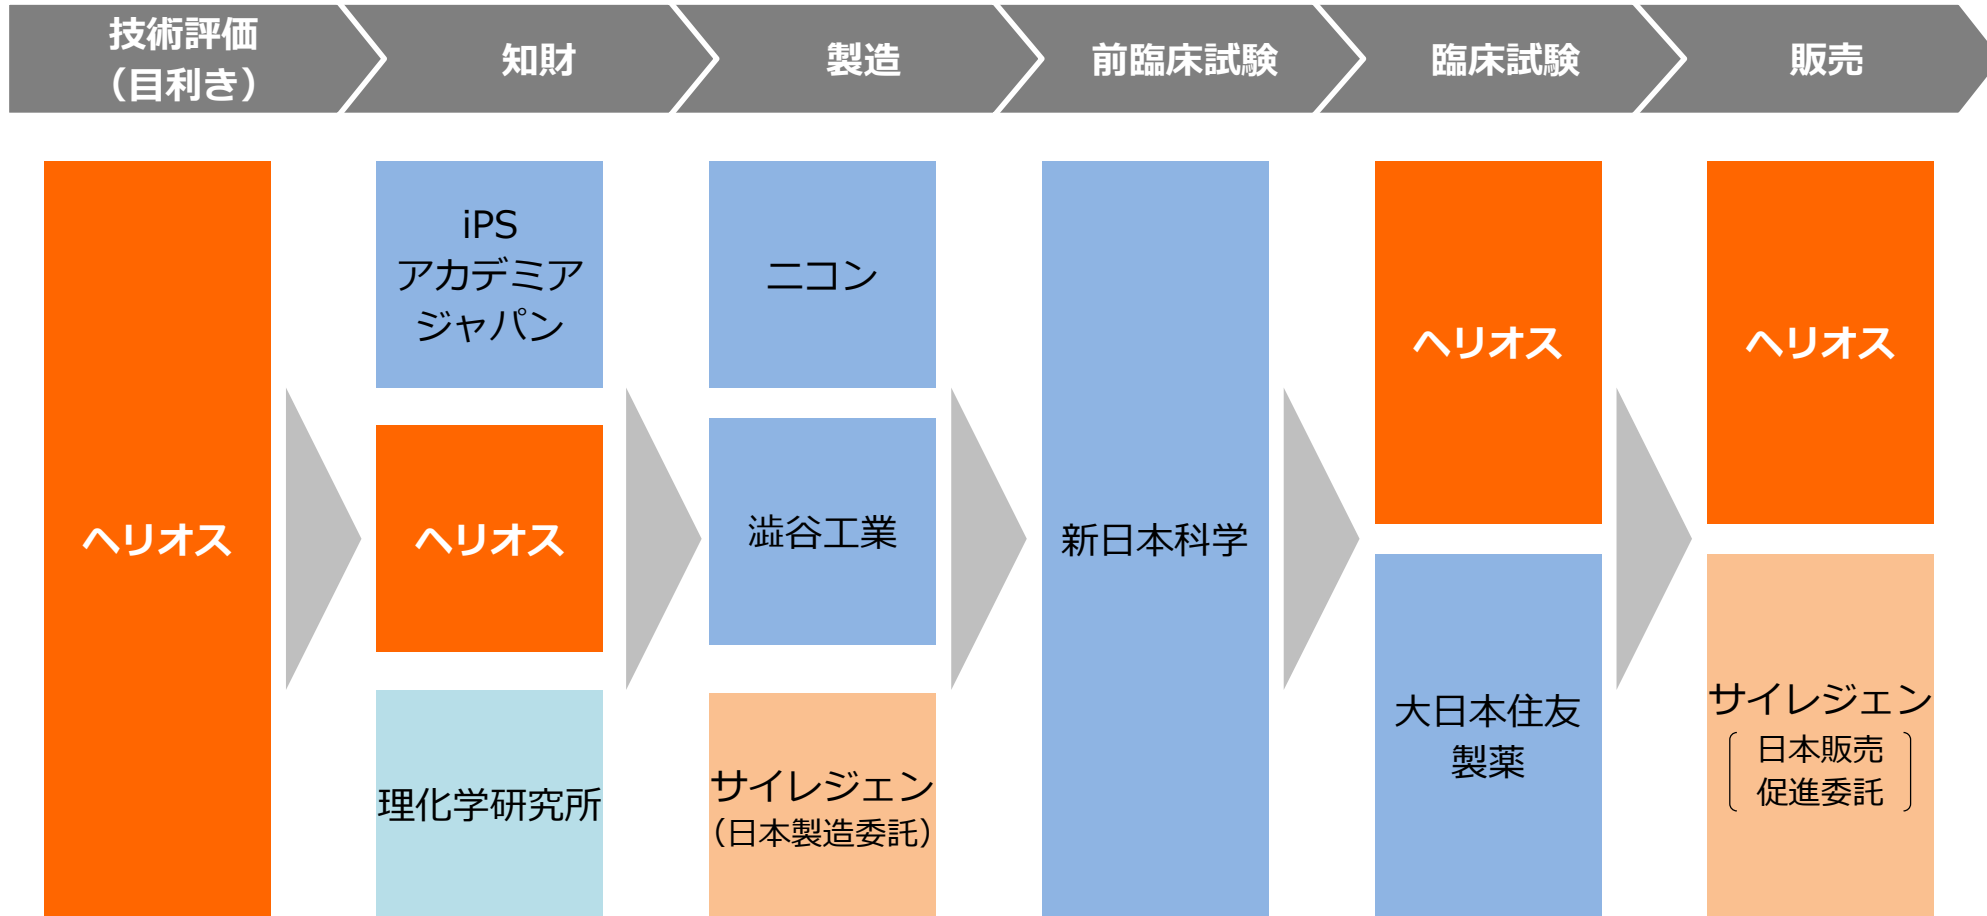 技術評価
（目利き）
知財
製造
前臨床試験
臨床試験
販売
ヘリオス
iPS
アカデミア
ジャパン
ヘリオス
理化学研究所
ニコン
澁谷工業
サイレジェン
（日本製造委託）
新日本科学
ヘリオス
大日本住友
製薬
ヘリオス
サイレジェン
日本販売
促進委託